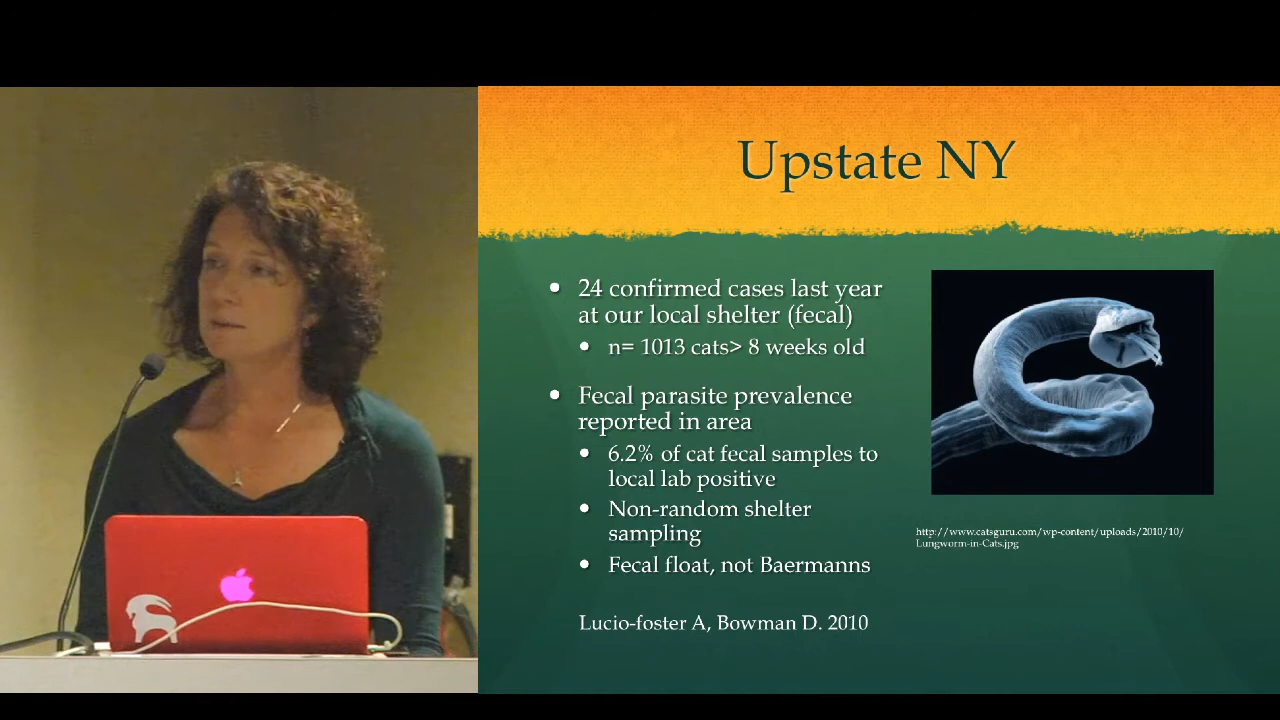 Upstate NY
• 24 confirmed cases last year
at our local shelter (fecal)
• n= 1013 cats> 8 weeks old
• Fecal parasite prevalence
reported in area
• 6.2% of cat fecal samples to
local lab positive
• Non-random shelter
sampling
• Fecal float, not Baermanns
Lucio-foster A, Bowman D. 2010
http://www.catsguru.com/wp-content/uploads/2010/10/
Lungworm-in-Cats.jpg